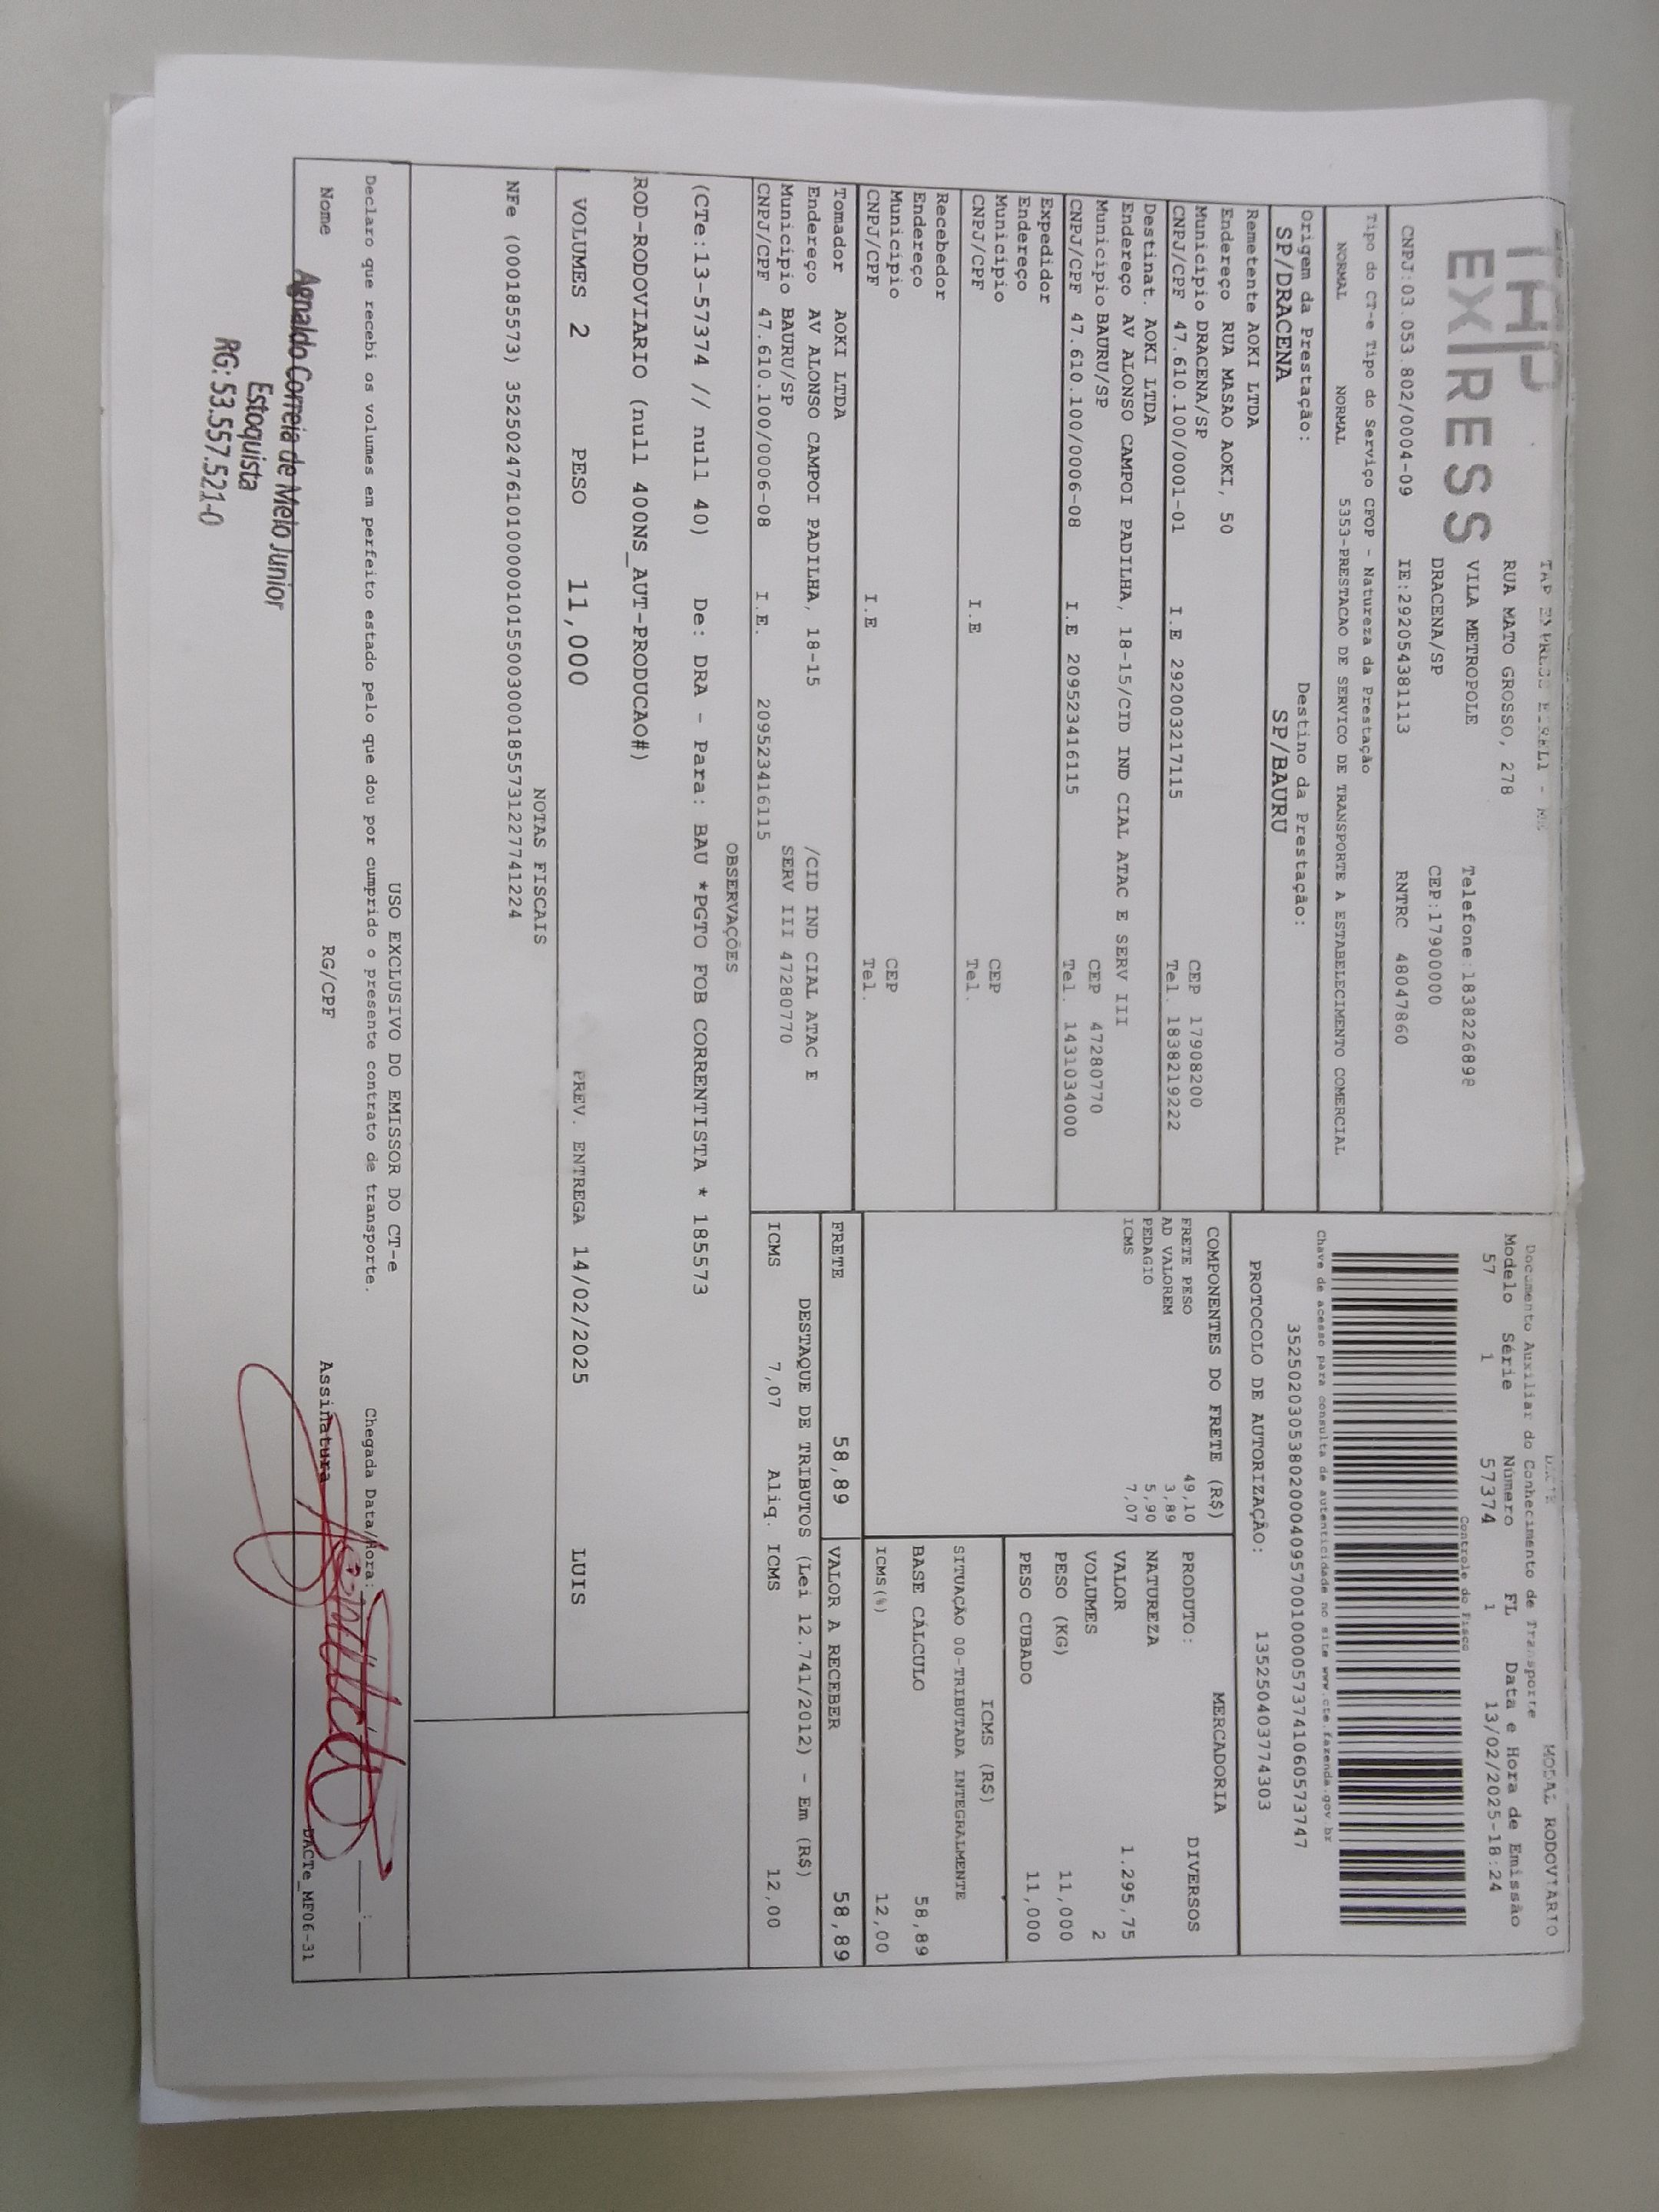 TAP
EXPRESS
TAP EXPRESS EIRELI - ME
RUA MATO GROSSO, 278
VILA METROPOLE
DRACENA/SP
Telefone:1838226898
CEP:17900000
CNPJ:03.053.802/0004-09 IE:292054381113 RNTRC 48047860
DACTE
Documento Auxiliar do Conhecimento de Transporte
MODAL RODOVIARIO
Modelo Série Número FL Data e Hora de Emissão
57 1 57374 1 13/02/2025-18:24
Controle do Fisco
Chave de acesso para consulta de autenticidade no site www.cte.fazenda.gov.br
35250203053802000409570010000573741060573747
PROTOCOLO DE AUTORIZAÇÃO: 135250403774303
Tipo do CT-e Tipo do Serviço CFOP - Natureza da Prestação
NORMAL NORMAL 5353-PRESTACAO DE SERVICO DE TRANSPORTE A ESTABELECIMENTO COMERCIAL
Origem da Prestação: Destino da Prestação:
SP/DRACENA SP/BAURU
Remetente AOKI LTDA
Endereço RUA MASAO AOKI, 50
Município DRACENA/SP CEP 17908200
CNPJ/CPF 47.610.100/0001-01 I.E 292003217115 Tel. 1838219222
Destinat. AOKI LTDA
Endereço AV ALONSO CAMPOI PADILHA, 18-15/CID IND CIAL ATAC E SERV III
Município BAURU/SP CEP 47280770
CNPJ/CPF 47.610.100/0006-08 I.E 209523416115 Tel. 1431034000
Expedidor
Endereço
Município CEP
CNPJ/CPF I.E Tel.
Recebedor
Endereço
Município CEP
CNPJ/CPF I.E Tel.
Tomador AOKI LTDA
Endereço AV ALONSO CAMPOI PADILHA, 18-15 /CID IND CIAL ATAC E
Município BAURU/SP SERV III 47280770
CNPJ/CPF 47.610.100/0006-08 I.E. 209523416115
COMPONENTES DO FRETE (R$)
FRETE PESO 49,10
AD VALOREM 3,89
PEDAGIO 5,90
ICMS 7,07
MERCADORIA
PRODUTO: DIVERSOS
NATUREZA
VALOR 1.295,75
VOLUMES 2
PESO (KG) 11,000
PESO CUBADO 11,000
ICMS (R$)
SITUAÇÃO 00-TRIBUTADA INTEGRALMENTE
BASE CÁLCULO 58,89
ICMS(%) 12,00
FRETE 58,89 VALOR A RECEBER 58,89
DESTAQUE DE TRIBUTOS (Lei 12.741/2012) - Em (R$)
ICMS 7,07 Aliq. ICMS 12,00
OBSERVAÇÕES
(CTe:13-57374 // null 40) De: DRA - Para: BAU *PGTO FOB CORRENTISTA * 185573
ROD-RODOVIARIO (null 400NS_AUT-PRODUCAO#)
VOLUMES 2 PESO 11,000 PREV. ENTREGA 14/02/2025 LUIS
NOTAS FISCAIS
NFe (000185573) 35250247610100000101550030001855731227741224
USO EXCLUSIVO DO EMISSOR DO CT-e
Declaro que recebi os volumes em perfeito estado pelo que dou por cumprido o presente contrato de transporte. Chegada Data/Hora:
Nome RG/CPF Assinatura DACTe_MF06-31
Agnaldo Correia de Melo Junior
Estoquista
RG: 53.557.521-0